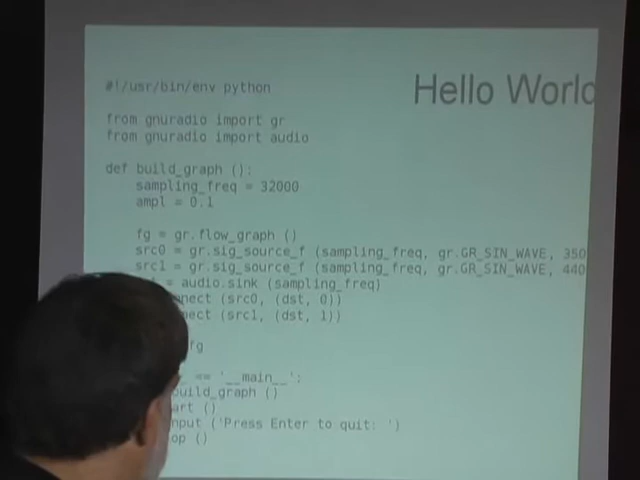 Hello World
#!/usr/bin/env python
from gnuradio import gr
from gnuradio import audio
def build_graph ():
sampling_freq = 32000
ampl = 0.1
fg = gr.flow_graph ()
src0 = gr.sig_source_f (sampling_freq, gr.GR_SIN_WAVE, 350
src1 = gr.sig_source_f (sampling_freq, gr.GR_SIN_WAVE, 440
= audio.sink (sampling_freq)
nect (src0, (dst, 0))
nect (src1, (dst, 1))
fg
== '__main__':
build_graph ()
art ()
nput ('Press Enter to quit: ')
op ()